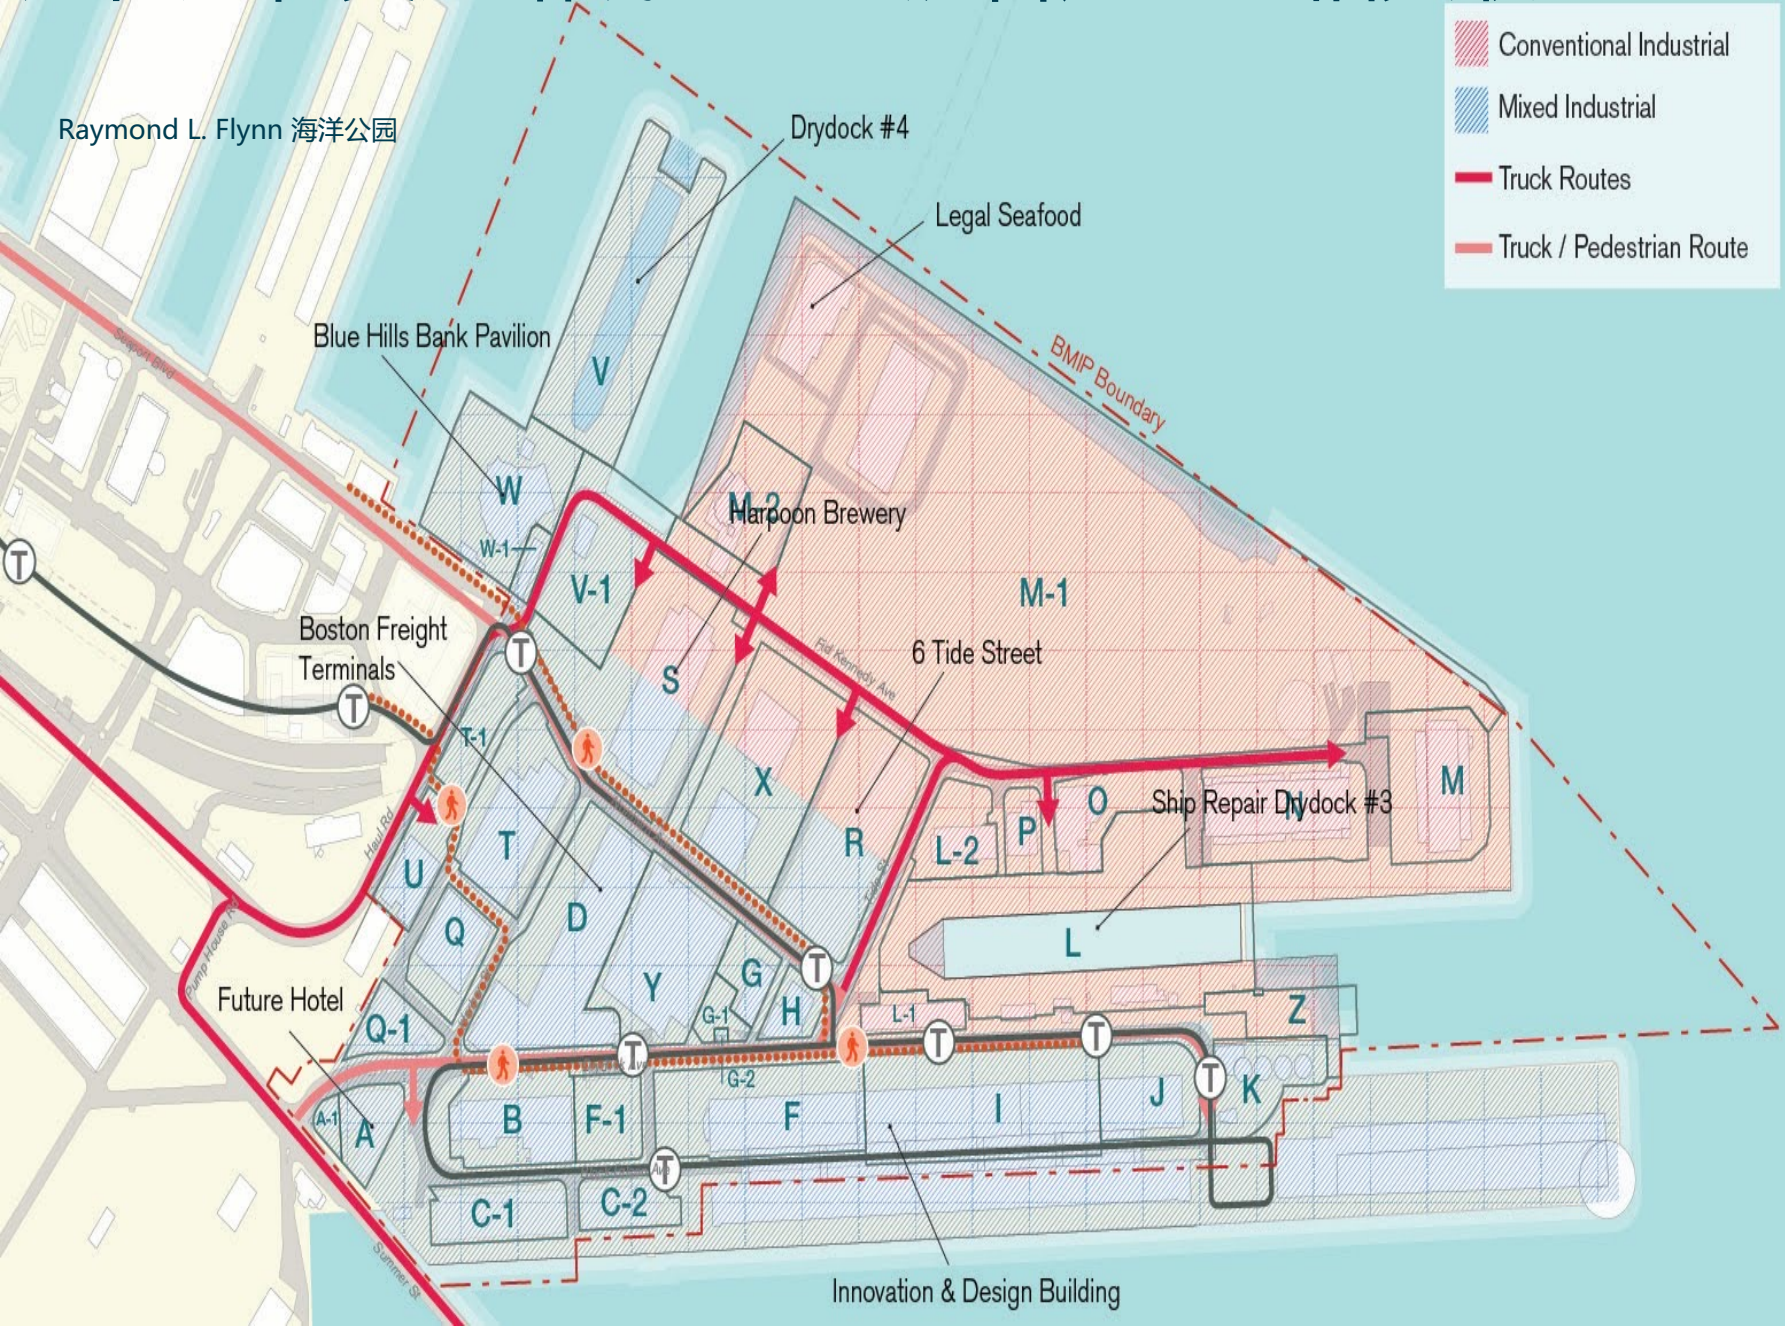 Conventional Industrial
Mixed Industrial
Truck Routes
Truck / Pedestrian Route
Raymond L. Flynn 海洋公园
Drydock #4
Legal Seafood
Blue Hills Bank Pavilion
BMIP Boundary
Seaport Blvd
V
W
M-2
Harpoon Brewery
W-1
V-1
M-1
T
Boston Freight
Terminals
6 Tide Street
Fid Kennedy Ave
T
T
S
T-1
X
O
Ship Repair Drydock #3
N
M
Haul Rd
T
U
R
L-2
P
Tide St
Q
D
L
Pump House Rd
T
Future Hotel
Y
G
H
G-1
L-1
Z
Q-1
T
T
T
G-2
T
K
A-1
A
B
F-1
F
I
J
T
C-1
C-2
Summer St
Innovation & Design Building